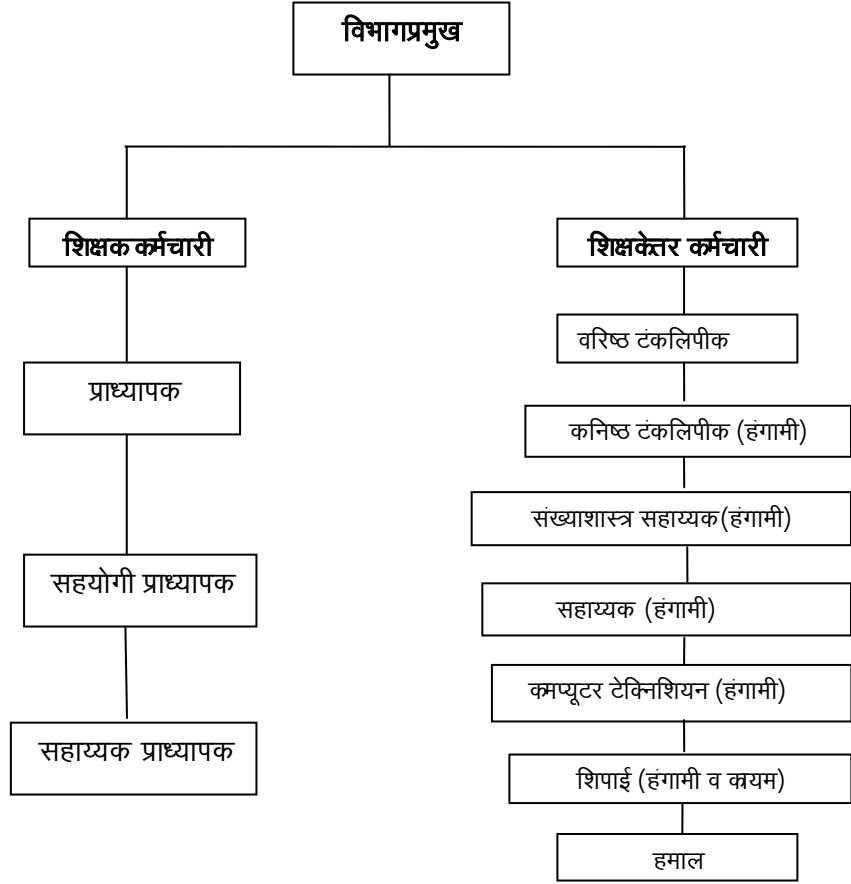 विभागप्रमुख
शिक्षक कर्मचारी
प्राध्यापक
सहयोगी प्राध्यापक
सहाय्यक प्राध्यापक
शिक्षकेतर कर्मचारी
वरिष्ठ टंकलिपीक
कनिष्ठ टंकलिपीक (हंगामी)
संख्याशास्त्र सहाय्यक(हंगामी)
सहाय्यक (हंगामी)
कमप्यूटर टेक्निशियन (हंगामी)
शिपाई (हंगामी व कायम)
हमाल